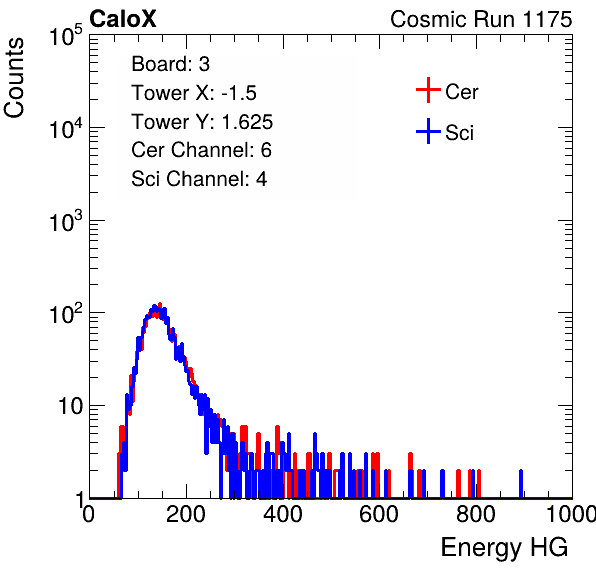 CaloX Cosmic Run 1175
Counts
10^5
10^4
10^3
10^2
10
1
Board: 3
Tower X: -1.5
Tower Y: 1.625
Cer Channel: 6
Sci Channel: 4
Cer
Sci
0 200 400 600 800 1000
Energy HG